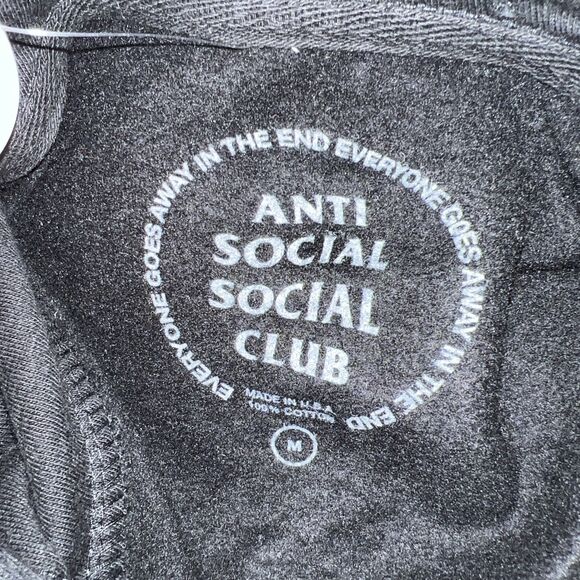 EVERYONE GOES AWAY IN THE END EVERYONE GOES AWAY IN THE END
ANTI
SOCIAL
SOCIAL
CLUB
MADE IN U.S.A
100% COTTON
M